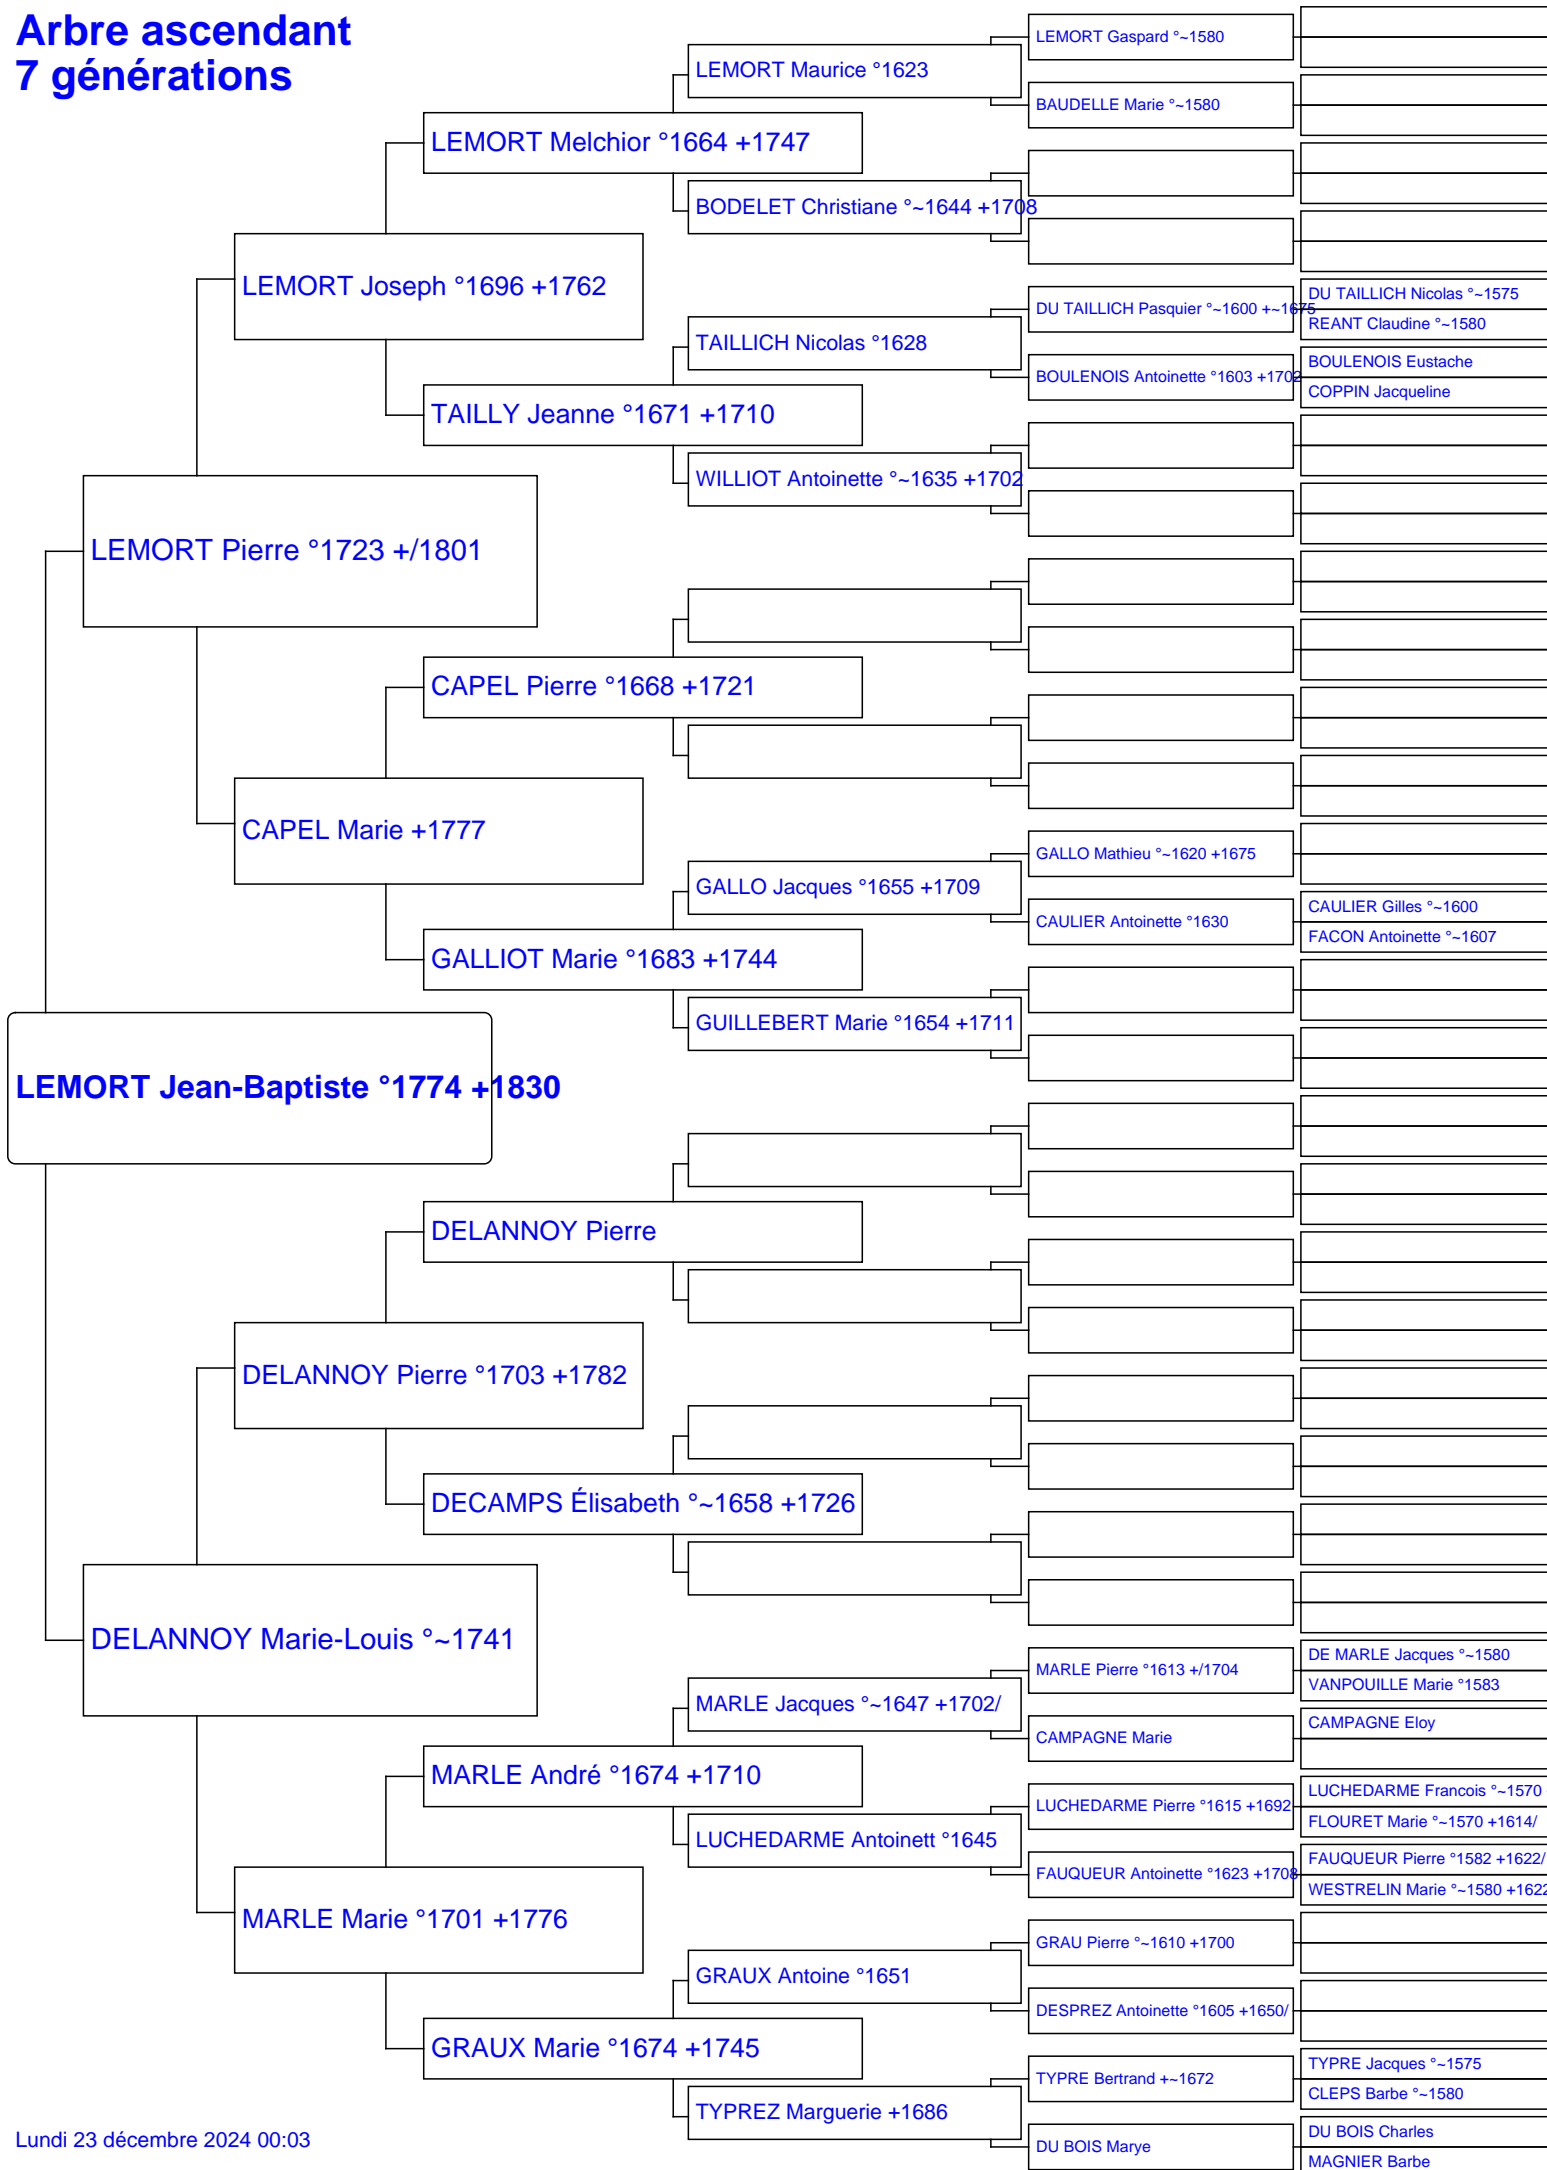 Arbre ascendant
7 générations
LEMORT Gaspard °~1580
LEMORT Maurice °1623
BAUDELLE Marie °~1580
LEMORT Melchior °1664 +1747
BODELET Christiane °~1644 +1708
LEMORT Joseph °1696 +1762
DU TAILLICH Nicolas °~1575
DU TAILLICH Pasquier °~1600 +~1675
REANT Claudine °~1580
TAILLICH Nicolas °1628
BOULENOIS Eustache
BOULENOIS Antoinette °1603 +1702
COPPIN Jacqueline
TAILLY Jeanne °1671 +1710
WILLIOT Antoinette °~1635 +1702
LEMORT Pierre °1723 +/1801
CAPEL Pierre °1668 +1721
CAPEL Marie +1777
GALLO Mathieu °~1620 +1675
GALLO Jacques °1655 +1709
CAULIER Gilles °~1600
CAULIER Antoinette °1630
FACON Antoinette °~1607
GALLIOT Marie °1683 +1744
GUILLEBERT Marie °1654 +1711
LEMORT Jean-Baptiste °1774 +1830
DELANNOY Pierre
DELANNOY Pierre °1703 +1782
DECAMPS Élisabeth °~1658 +1726
DELANNOY Marie-Louis °~1741
DE MARLE Jacques °~1580
MARLE Pierre °1613 +/1704
VANPOUILLE Marie °1583
MARLE Jacques °~1647 +1702/
CAMPAGNE Eloy
CAMPAGNE Marie
MARLE André °1674 +1710
LUCHEDARME Francois °~1570
LUCHEDARME Pierre °1615 +1692
FLOURET Marie °~1570 +1614/
LUCHEDARME Antoinett °1645
FAUQUEUR Pierre °1582 +1622/
FAUQUEUR Antoinette °1623 +1708
WESTRELIN Marie °~1580 +1622
MARLE Marie °1701 +1776
GRAU Pierre °~1610 +1700
GRAUX Antoine °1651
DESPREZ Antoinette °1605 +1650/
GRAUX Marie °1674 +1745
TYPRE Jacques °~1575
TYPRE Bertrand +~1672
CLEPS Barbe °~1580
TYPREZ Marguerie +1686
DU BOIS Charles
DU BOIS Marye
MAGNIER Barbe
Lundi 23 décembre 2024 00:03